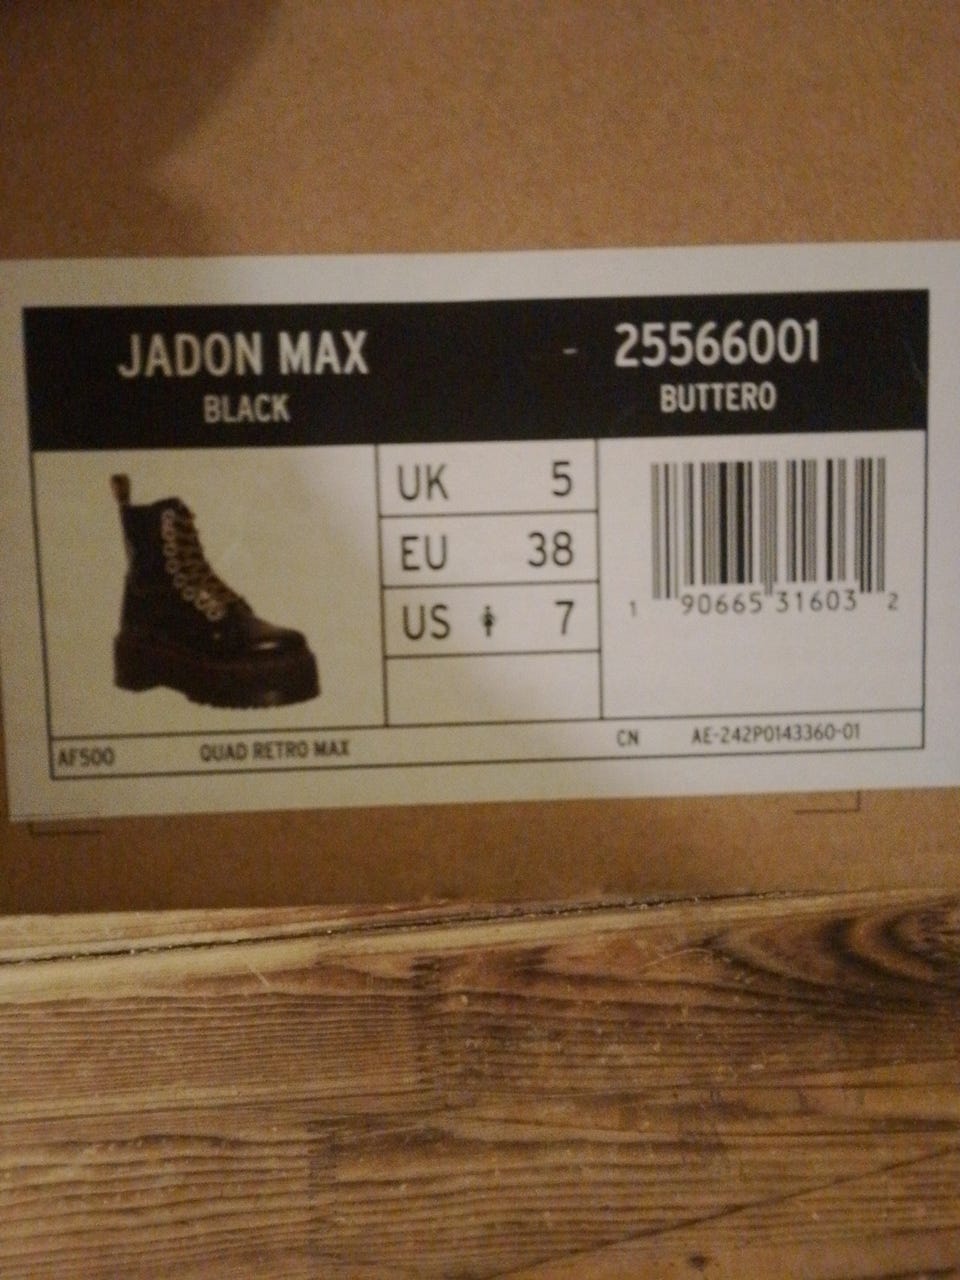 JADON MAX - 25566001
BLACK BUTTERO
UK 5
EU 38
US 7
1 90665 31603 2
AF500 QUAD RETRO MAX CN AE-242P0143360-01